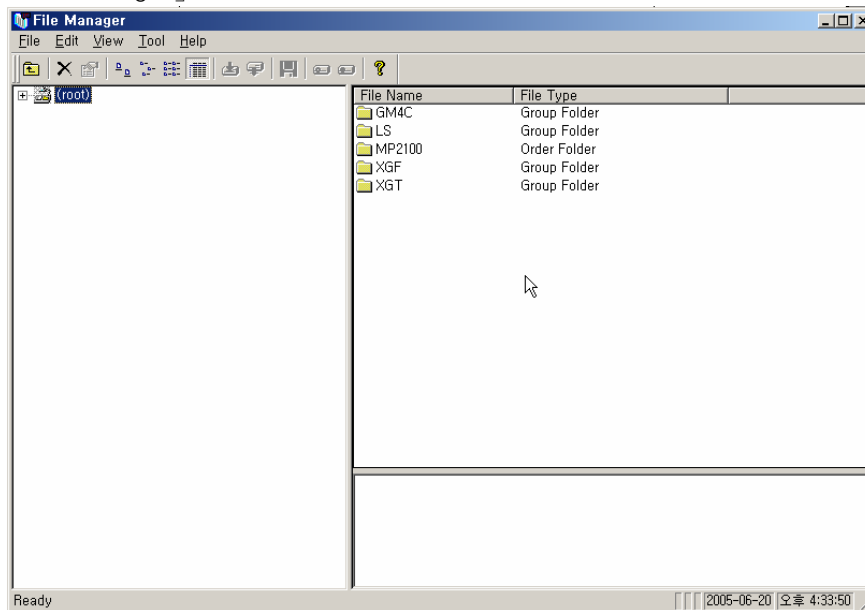 File Manager
File Edit View Tool Help
(root)
File Name File Type
GM4C Group Folder
LS Group Folder
MP2100 Order Folder
XGF Group Folder
XGT Group Folder
Ready 2005-06-20 오후 4:33:50